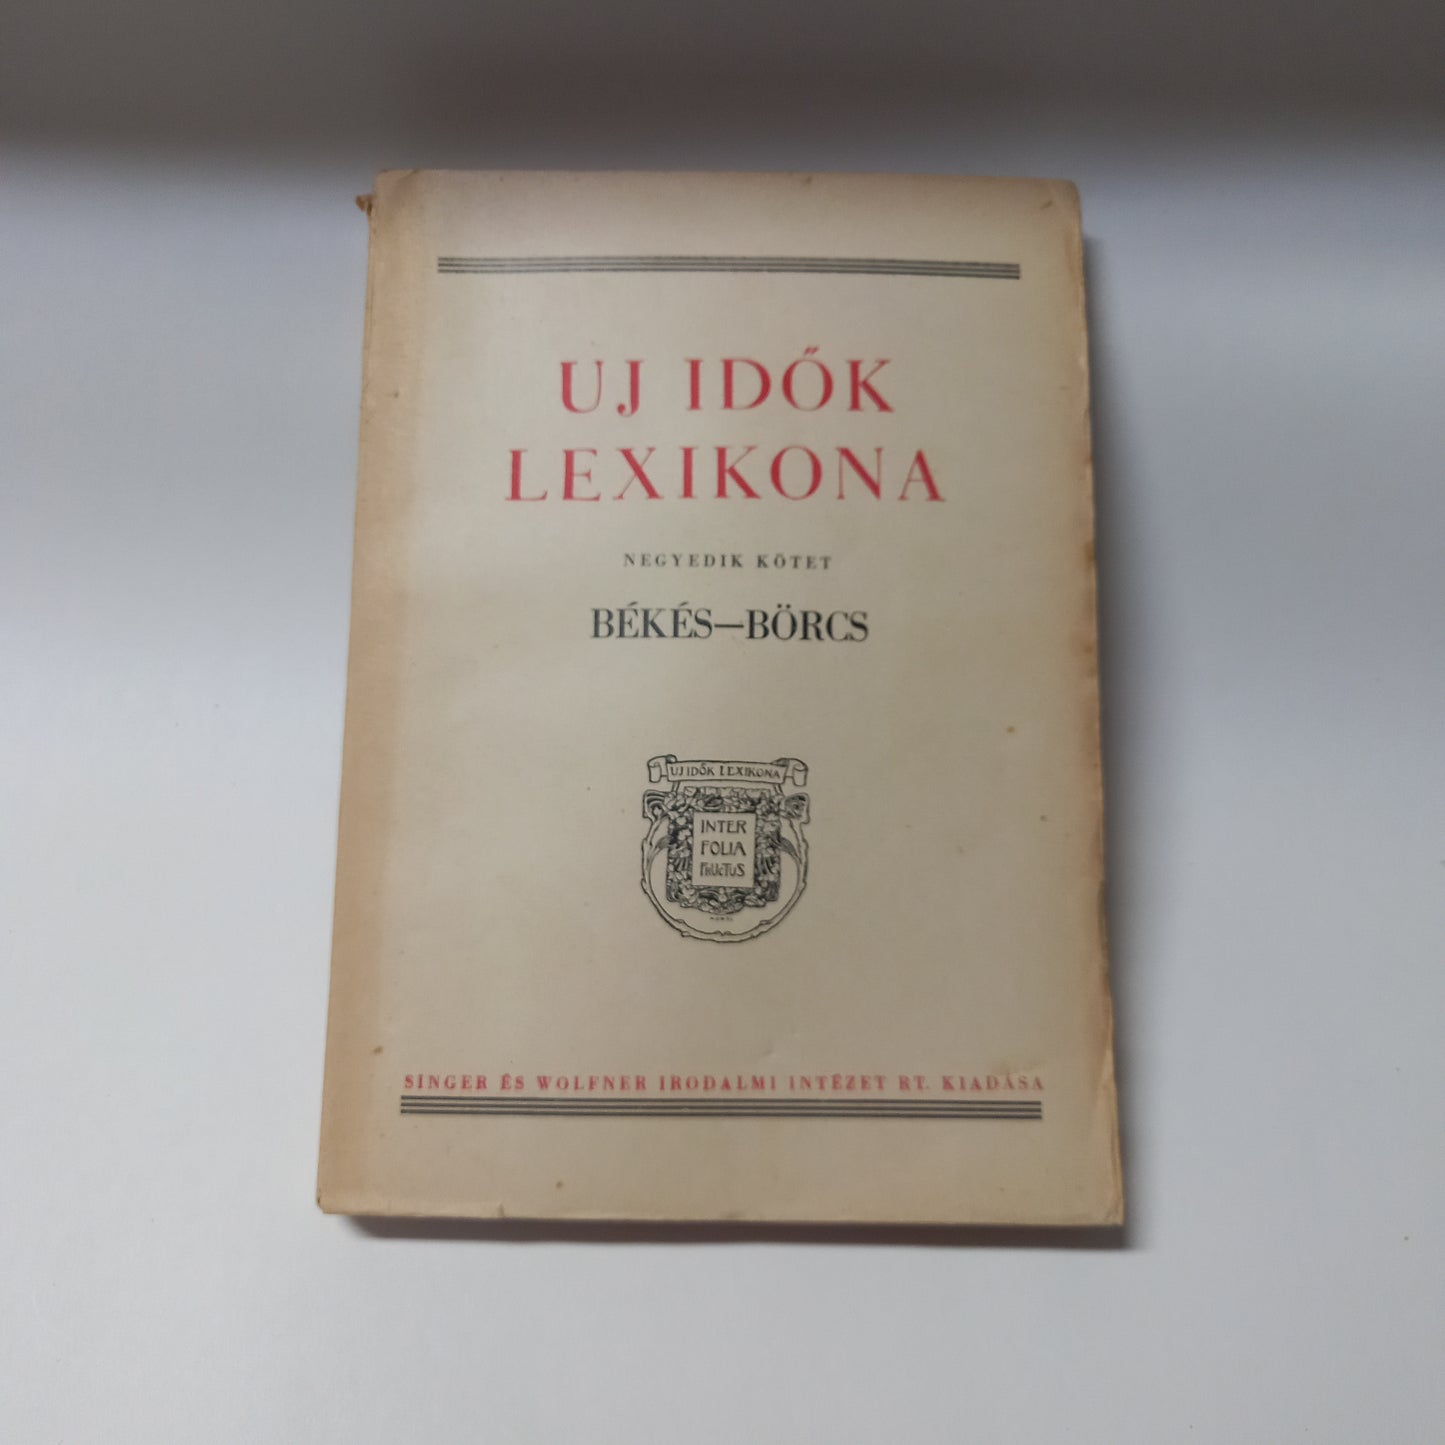 UJ IDŐK
LEXIKONA
NEGYEDIK KÖTET
BÉKÉS—BÖRCS
UJ IDŐK LEXIKONA
INTER
FOLIA
FRUCTUS
SINGER ÉS WOLFNER IRODALMI INTÉZET RT. KIADÁSA